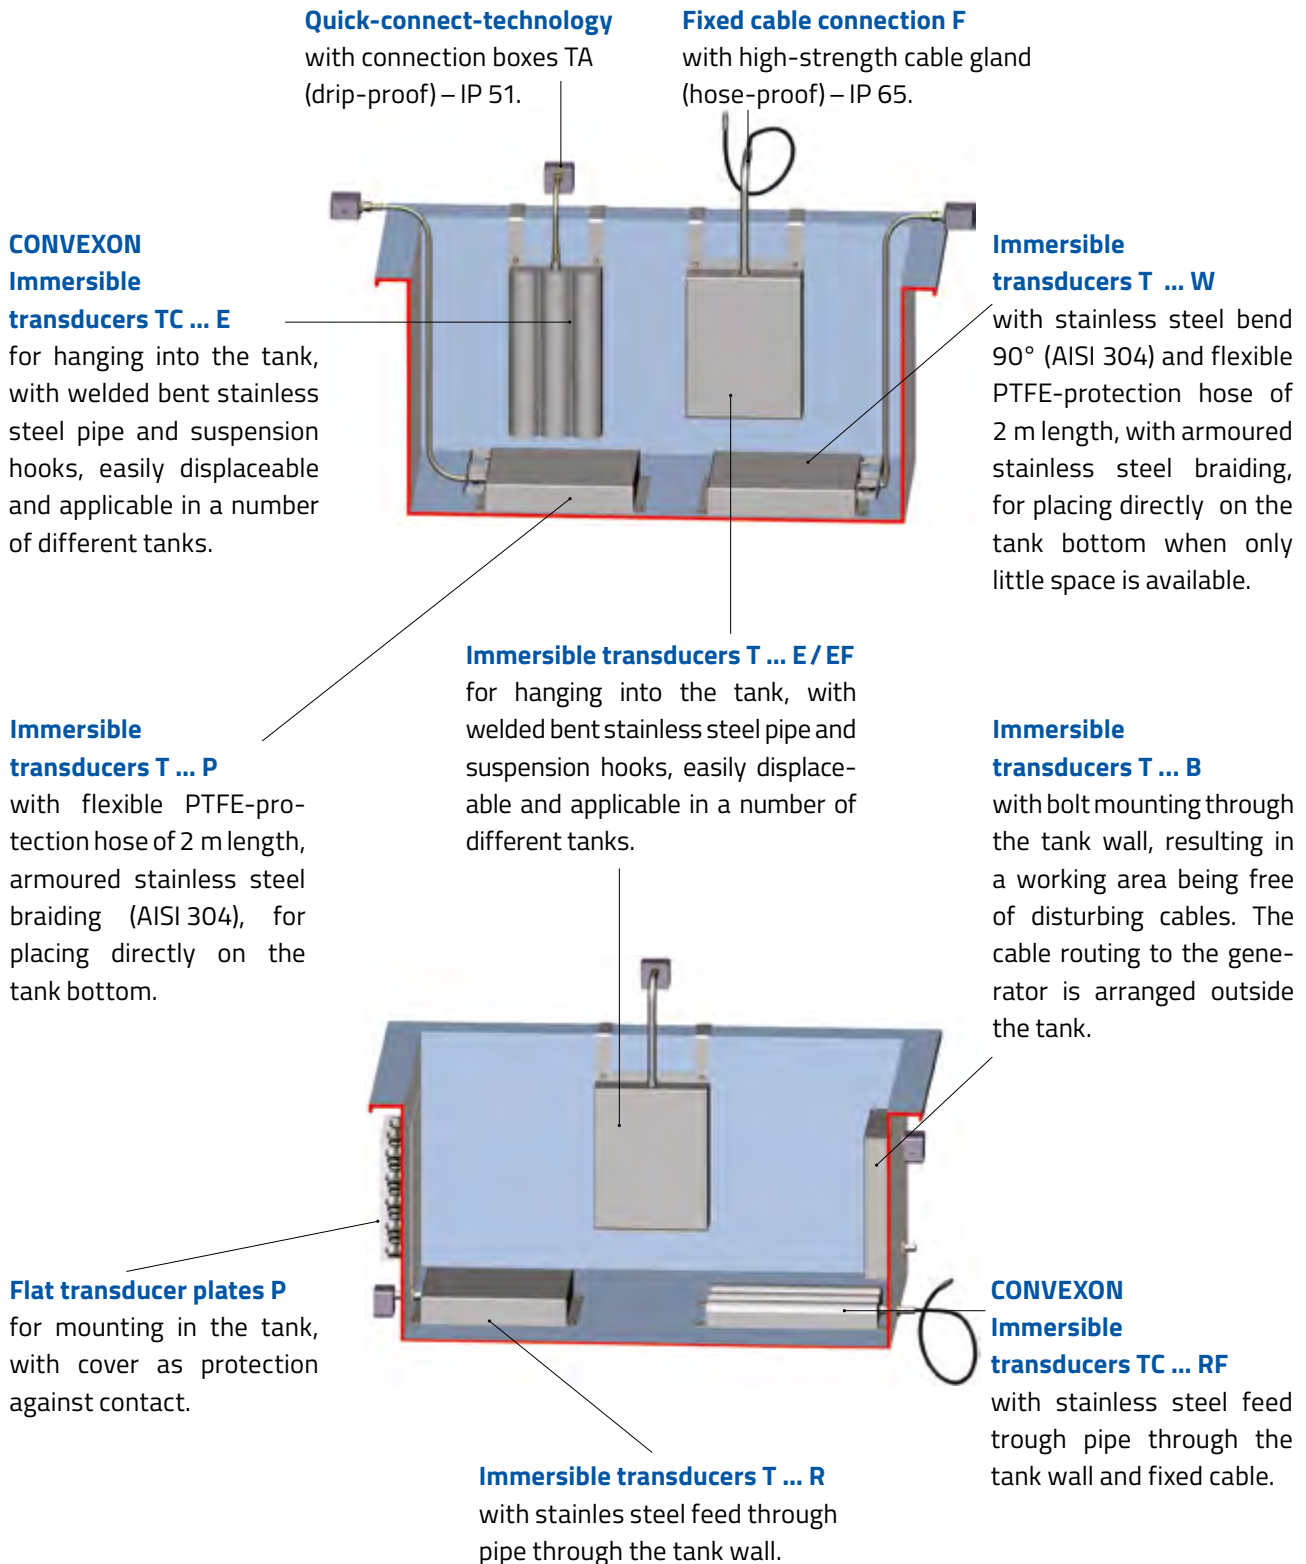 Quick-connect-technology
with connection boxes TA
(drip-proof) – IP 51.
Fixed cable connection F
with high-strength cable gland
(hose-proof) – IP 65.
CONVEXON
Immersible
transducers TC ... E
for hanging into the tank,
with welded bent stainless
steel pipe and suspension
hooks, easily displaceable
and applicable in a number
of different tanks.
Immersible
transducers T ... W
with stainless steel bend
90° (AISI 304) and flexible
PTFE-protection hose of
2 m length, with armoured
stainless steel braiding,
for placing directly on the
tank bottom when only
little space is available.
Immersible transducers T ... E / EF
for hanging into the tank, with
welded bent stainless steel pipe and
suspension hooks, easily displace-
able and applicable in a number of
different tanks.
Immersible
transducers T ... P
with flexible PTFE-pro-
tection hose of 2 m length,
armoured stainless steel
braiding (AISI 304), for
placing directly on the
tank bottom.
Immersible
transducers T ... B
with bolt mounting through
the tank wall, resulting in
a working area being free
of disturbing cables. The
cable routing to the gene-
rator is arranged outside
the tank.
Flat transducer plates P
for mounting in the tank,
with cover as protection
against contact.
CONVEXON
Immersible
transducers TC ... RF
with stainless steel feed
trough pipe through the
tank wall and fixed cable.
Immersible transducers T ... R
with stainles steel feed through
pipe through the tank wall.